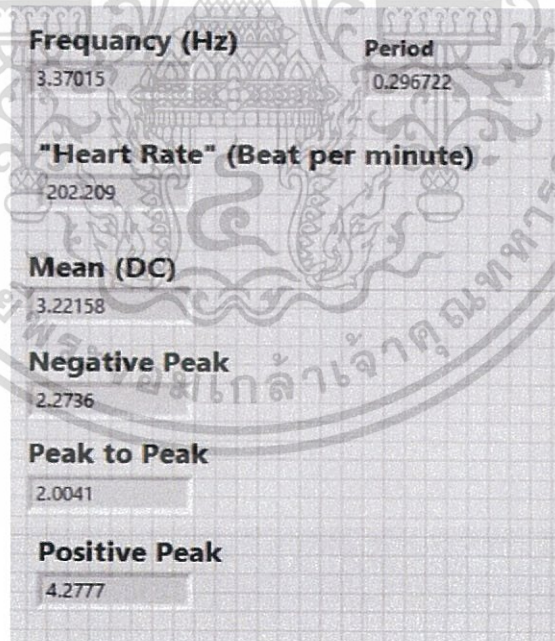 Frequancy (Hz) Period
3.37015 0.296722
"Heart Rate" (Beat per minute)
202.209
Mean (DC)
3.22158
Negative Peak
2.2736
Peak to Peak
2.0041
Positive Peak
4.2777